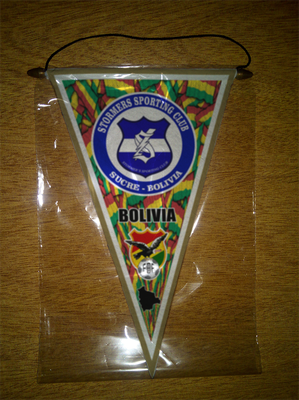 STORMERS SPORTING CLUB
S
SUCRE - BOLIVIA
BOLIVIA